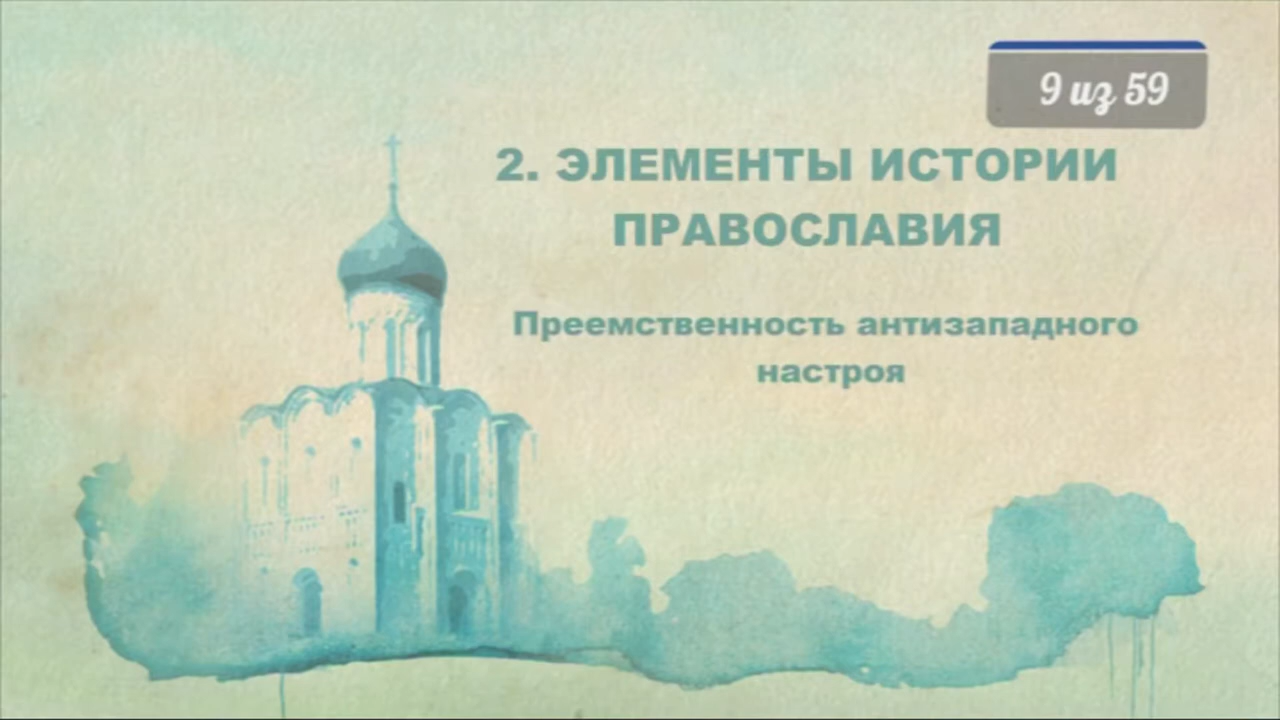 9 из 59
2. ЭЛЕМЕНТЫ ИСТОРИИ
ПРАВОСЛАВИЯ
Преемственность антизападного
настроя